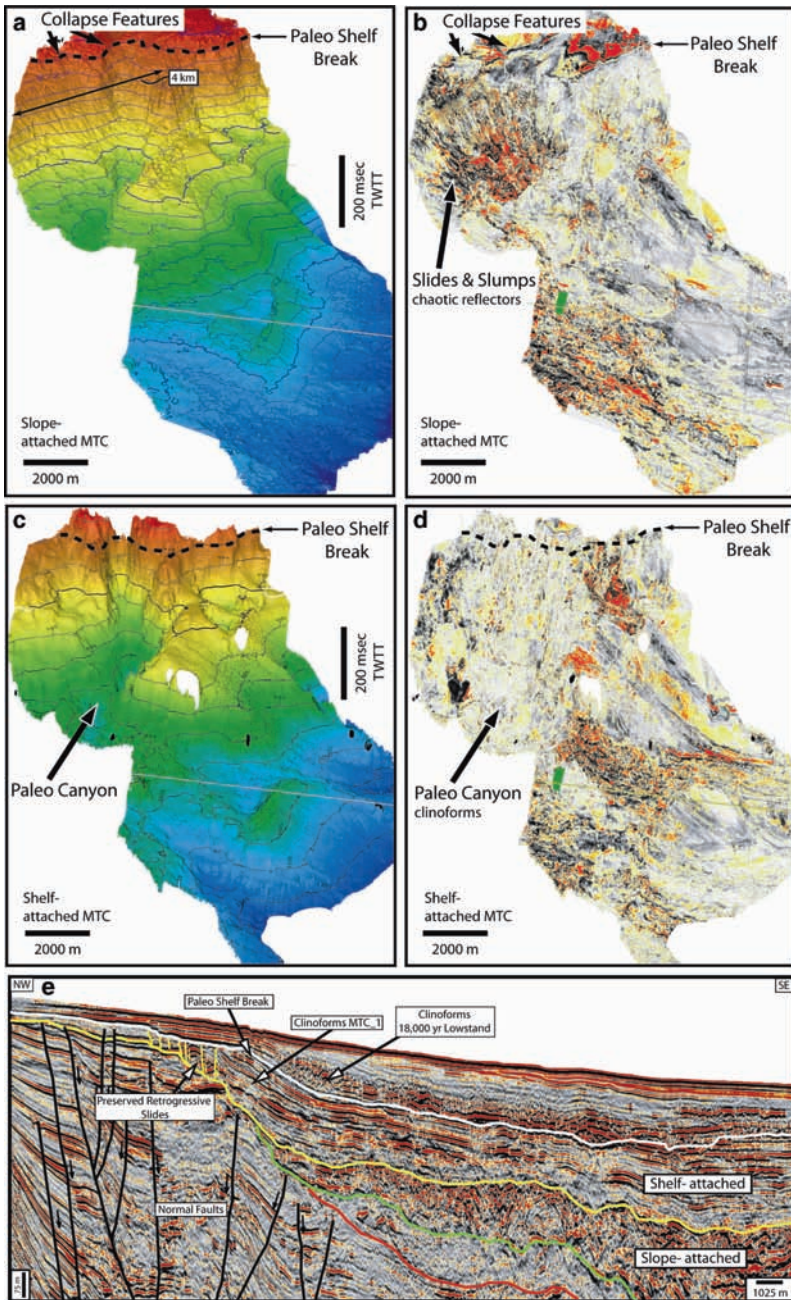 a
Collapse Features
Paleo Shelf
Break
4 km
200 msec
TWTT
Slope-
attached MTC
2000 m
b
Paleo Shelf
Break
Slides & Slumps
chaotic reflectors
Slope-
attached MTC
2000 m
c
Paleo Shelf
Break
200 msec
TWTT
Paleo Canyon
Shelf-
attached MTC
2000 m
d
Paleo Shelf
Break
Paleo Canyon
clinoforms
Shelf-
attached MTC
2000 m
NW
e
SE
Paleo Shelf Break
Clinoforms MTC_1
Clinoforms
18,000 yr Lowstand
Preserved Retrogressive
Slides
Normal Faults
Shelf- attached
Slope- attached
75 m
1025 m